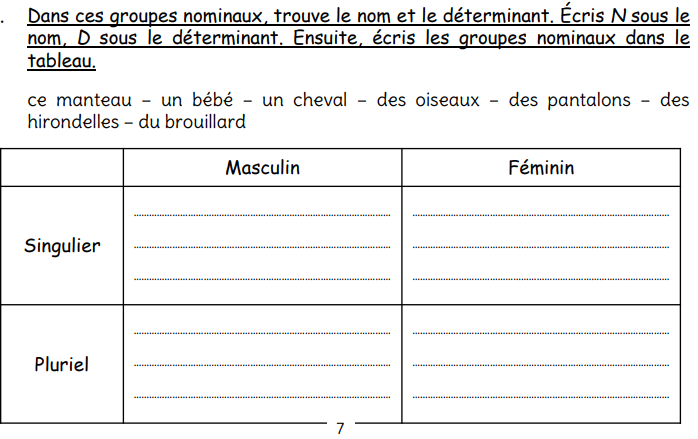 . Dans ces groupes nominaux, trouve le nom et le déterminant. Écris N sous le
nom, D sous le déterminant. Ensuite, écris les groupes nominaux dans le
tableau.
ce manteau – un bébé – un cheval – des oiseaux – des pantalons – des
hirondelles – du brouillard
Masculin Féminin
Singulier
Pluriel
7